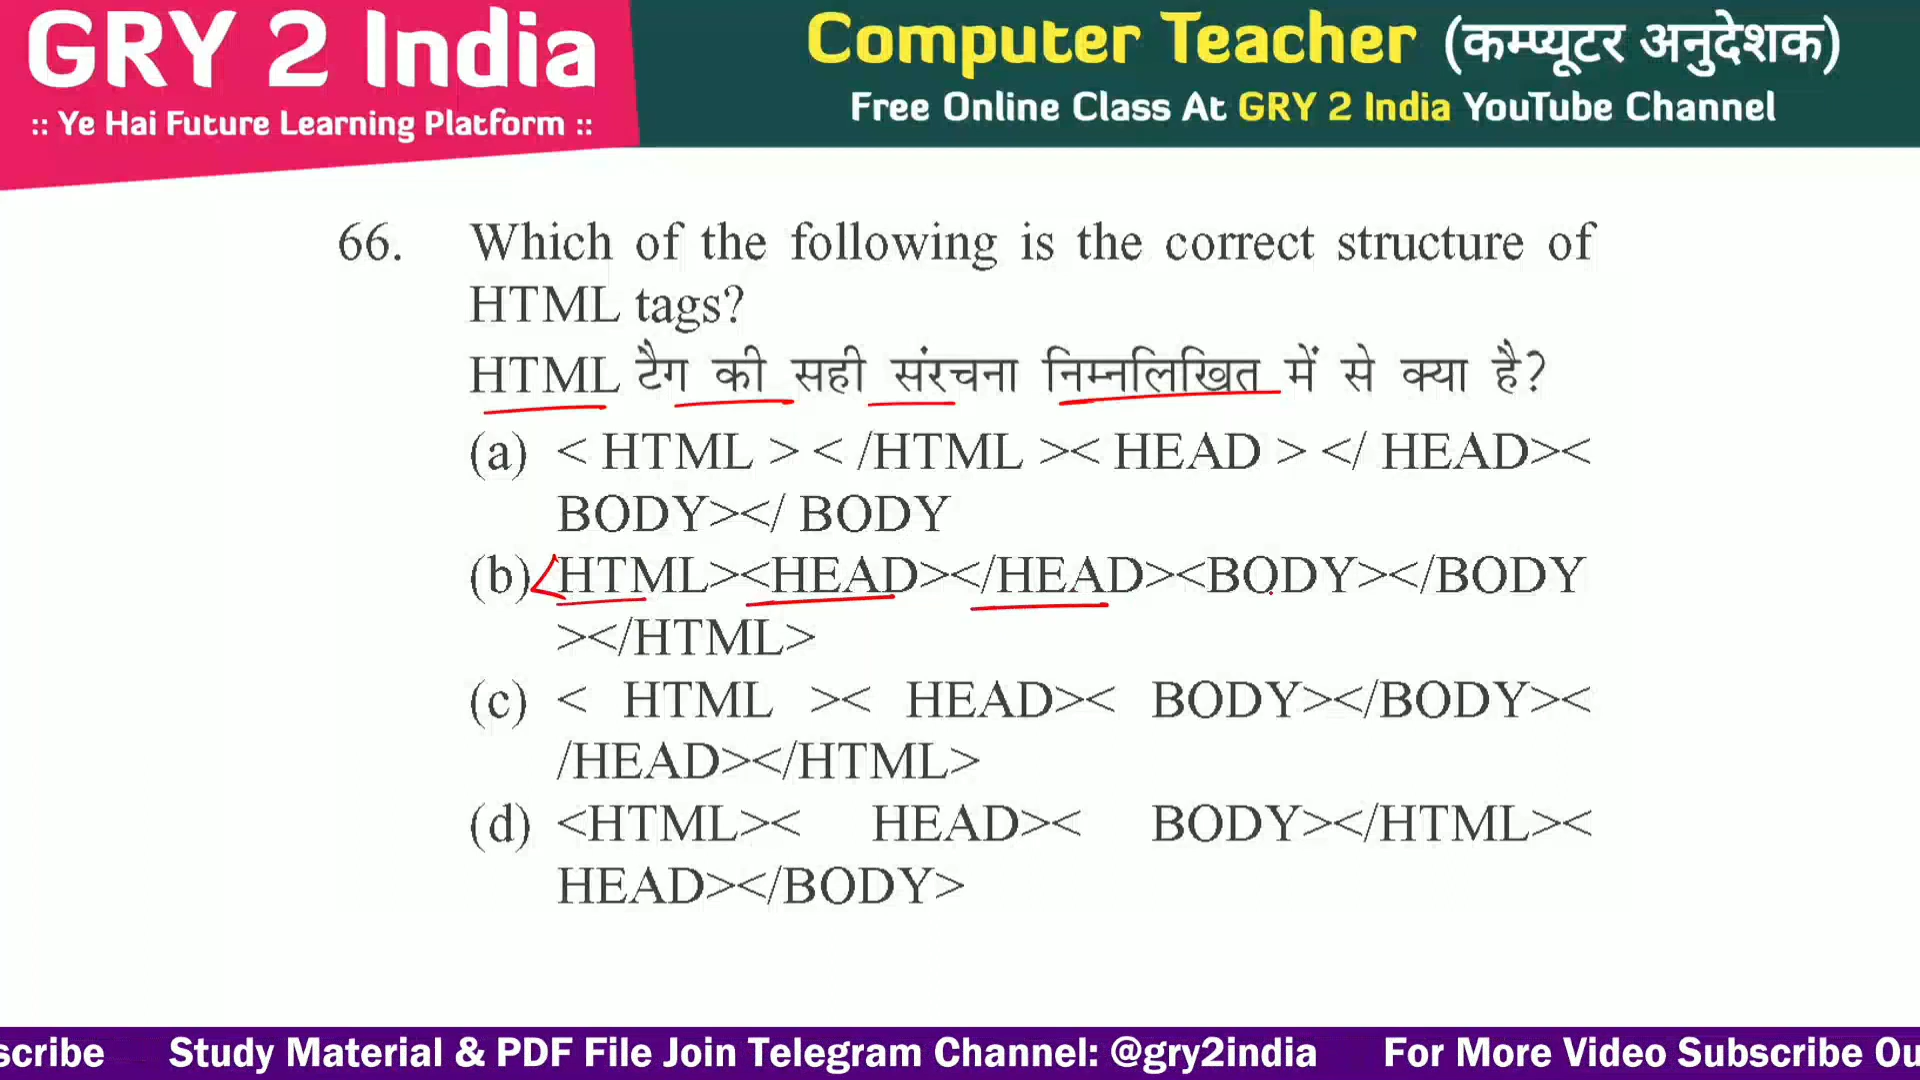 GRY 2 India
:: Ye Hai Future Learning Platform ::
Computer Teacher (कम्प्यूटर अनुदेशक)
Free Online Class At GRY 2 India YouTube Channel
66. Which of the following is the correct structure of
HTML tags?
HTML टैग की सही संरचना निम्नलिखित में से क्या है?
(a) < HTML > < /HTML >< HEAD > </ HEAD><
BODY></ BODY
(b) <HTML><HEAD></HEAD><BODY></BODY
></HTML>
(c) < HTML >< HEAD>< BODY></BODY><
/HEAD></HTML>
(d) <HTML>< HEAD>< BODY></HTML><
HEAD></BODY>
scribe Study Material & PDF File Join Telegram Channel: @gry2india For More Video Subscribe Ou